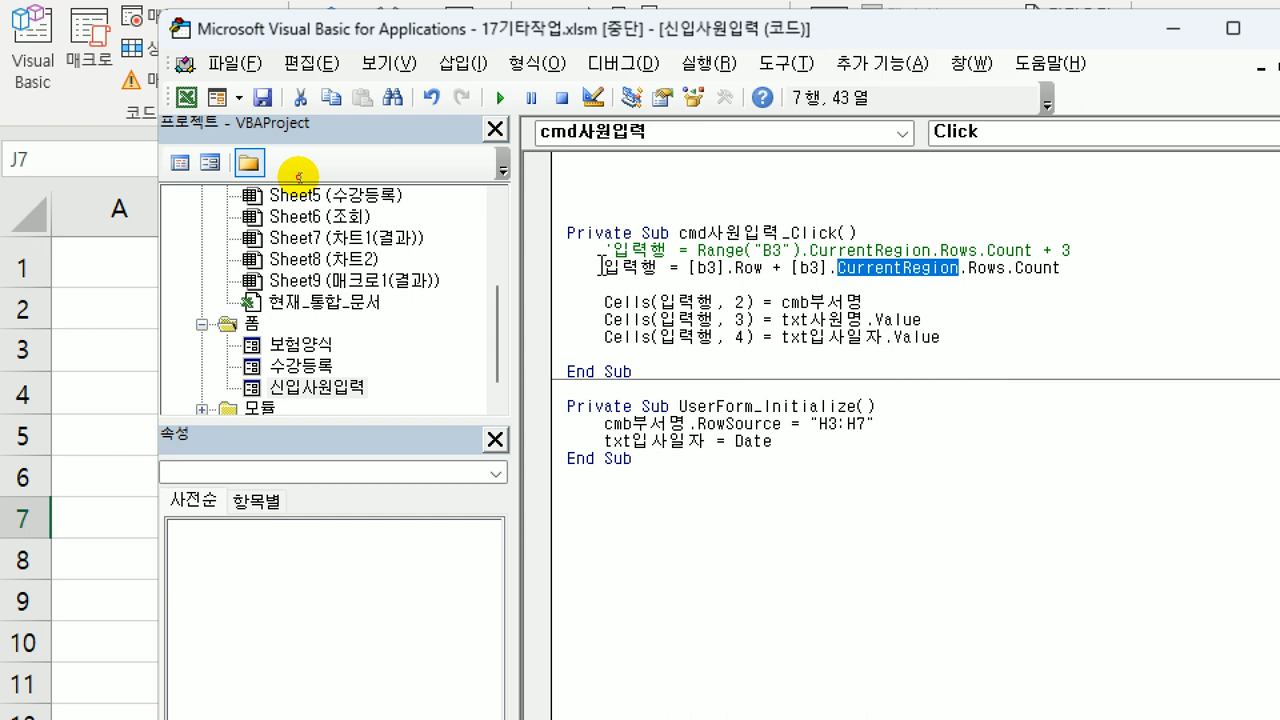 Microsoft Visual Basic for Applications - 17기타작업.xlsm [중단] - [신입사원입력 (코드)]
Visual Basic
매크로
코드
파일(F) 편집(E) 보기(V) 삽입(I) 형식(O) 디버그(D) 실행(R) 도구(T) 추가 기능(A) 창(W) 도움말(H)
7 행, 43 열
프로젝트 - VBAProject
cmd사원입력
Click
J7
A
1
2
3
4
5
6
7
8
9
10
11
Sheet5 (수강등록)
Sheet6 (조회)
Sheet7 (차트1(결과))
Sheet8 (차트2)
Sheet9 (매크로1(결과))
현재_통합_문서
폼
보험양식
수강등록
신입사원입력
모듈
속성
사전순 항목별
Private Sub cmd사원입력_Click()
'입력행 = Range("B3").CurrentRegion.Rows.Count + 3
입력행 = [b3].Row + [b3].CurrentRegion.Rows.Count
Cells(입력행, 2) = cmb부서명
Cells(입력행, 3) = txt사원명.Value
Cells(입력행, 4) = txt입사일자.Value
End Sub
Private Sub UserForm_Initialize()
cmb부서명.RowSource = "H3:H7"
txt입사일자 = Date
End Sub